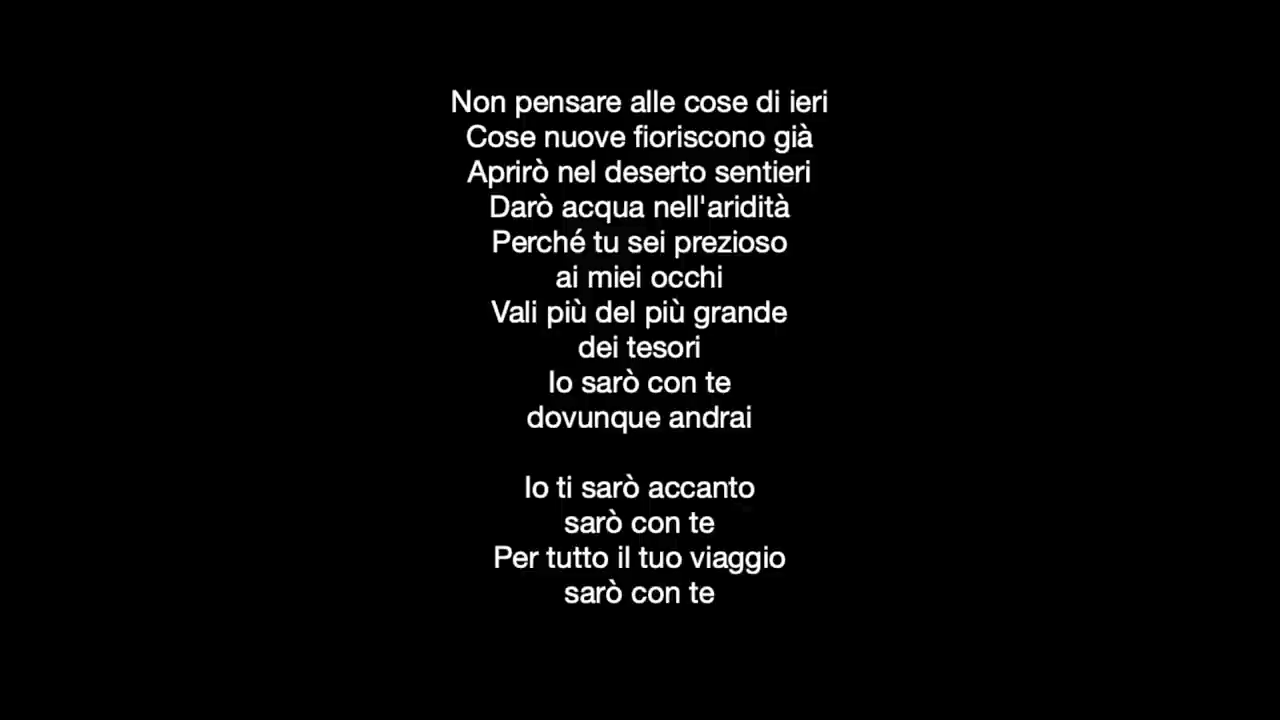 Non pensare alle cose di ieri
Cose nuove fioriscono già
Aprirò nel deserto sentieri
Darò acqua nell'aridità
Perché tu sei prezioso
ai miei occhi
Vali più del più grande
dei tesori
Io sarò con te
dovunque andrai
Io ti sarò accanto
sarò con te
Per tutto il tuo viaggio
sarò con te